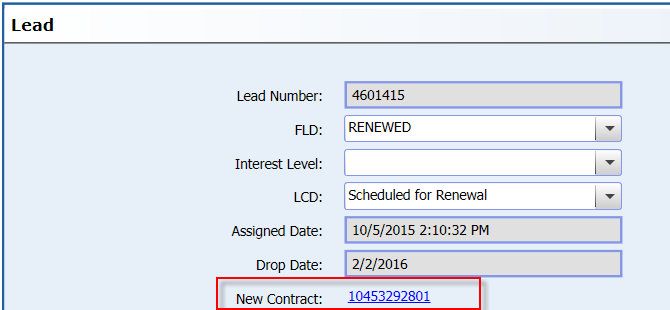 Lead
Lead Number: 4601415
FLD: RENEWED
Interest Level:
LCD: Scheduled for Renewal
Assigned Date: 10/5/2015 2:10:32 PM
Drop Date: 2/2/2016
New Contract: 10453292801